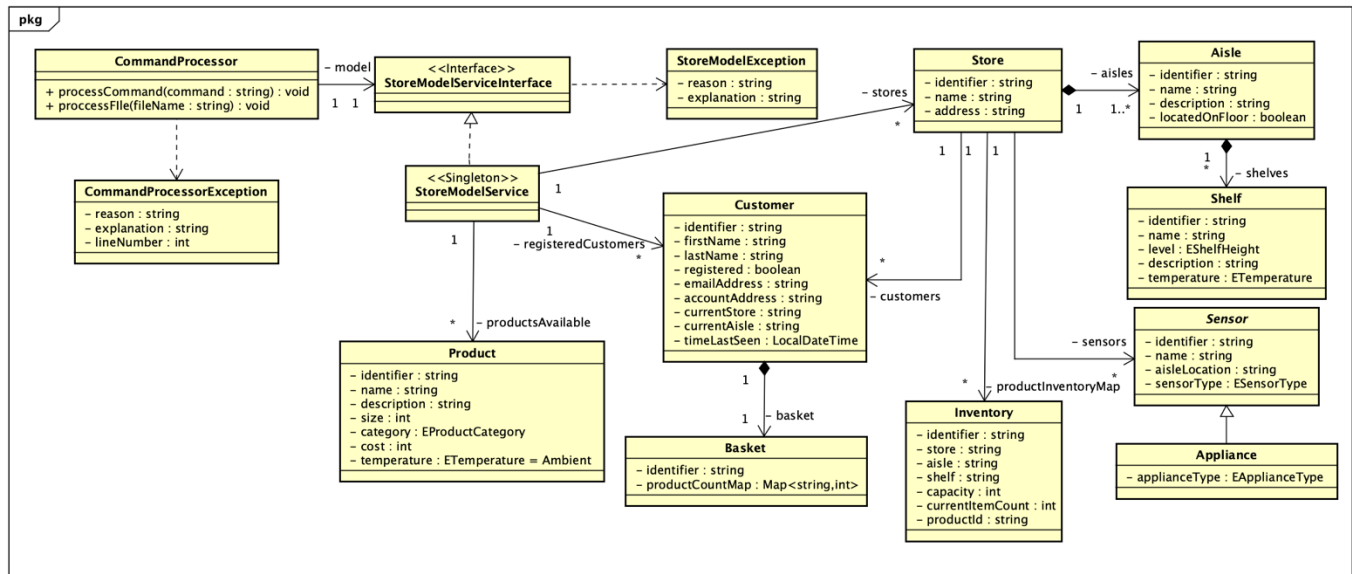 pkg
CommandProcessor
+ processCommand(command : string) : void
+ proccessFIle(fileName : string) : void
– model
1 1
<<Interface>>
StoreModelServiceInterface
StoreModelException
– reason : string
– explanation : string
Store
– identifier : string
– name : string
– address : string
– aisles
1
1..*
Aisle
– identifier : string
– name : string
– description : string
– locatedOnFloor : boolean
– stores
*
1
CommandProcessorException
– reason : string
– explanation : string
– lineNumber : int
<<Singleton>>
StoreModelService
1
1
– registeredCustomers
*
Customer
– identifier : string
– firstName : string
– lastName : string
– registered : boolean
– emailAddress : string
– accountAddress : string
– currentStore : string
– currentAisle : string
– timeLastSeen : LocalDateTime
1 1 1
*
– customers
1
*
– shelves
Shelf
– identifier : string
– name : string
– level : EShelfHeight
– description : string
– temperature : ETemperature
* – productsAvailable
Product
– identifier : string
– name : string
– description : string
– size : int
– category : EProductCategory
– cost : int
– temperature : ETemperature = Ambient
1
1
– basket
Basket
– identifier : string
– productCountMap : Map<string,int>
* – productInventoryMap
Inventory
– identifier : string
– store : string
– aisle : string
– shelf : string
– capacity : int
– currentItemCount : int
– productId : string
– sensors
*
Sensor
– identifier : string
– name : string
– aisleLocation : string
– sensorType : ESensorType
Appliance
– applianceType : EApplianceType